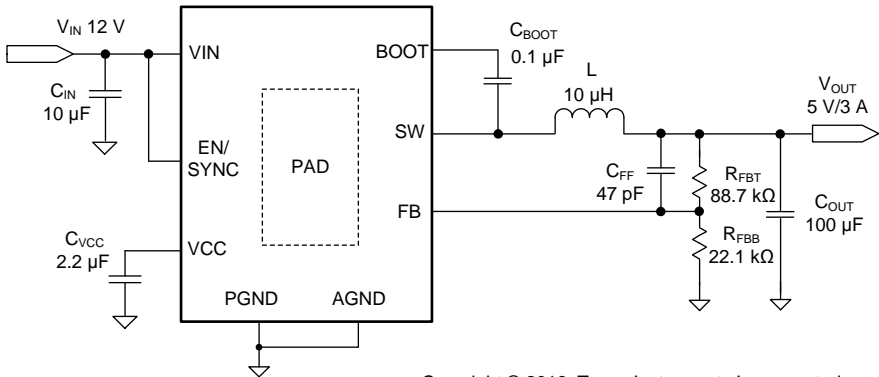 V_IN 12 V
VIN
C_IN
10 µF
EN/
SYNC
C_VCC
2.2 µF
VCC
PAD
PGND
AGND
BOOT
SW
FB
C_BOOT
0.1 µF
L
10 µH
C_FF
47 pF
R_FBT
88.7 kΩ
R_FBB
22.1 kΩ
C_OUT
100 µF
V_OUT
5 V/3 A